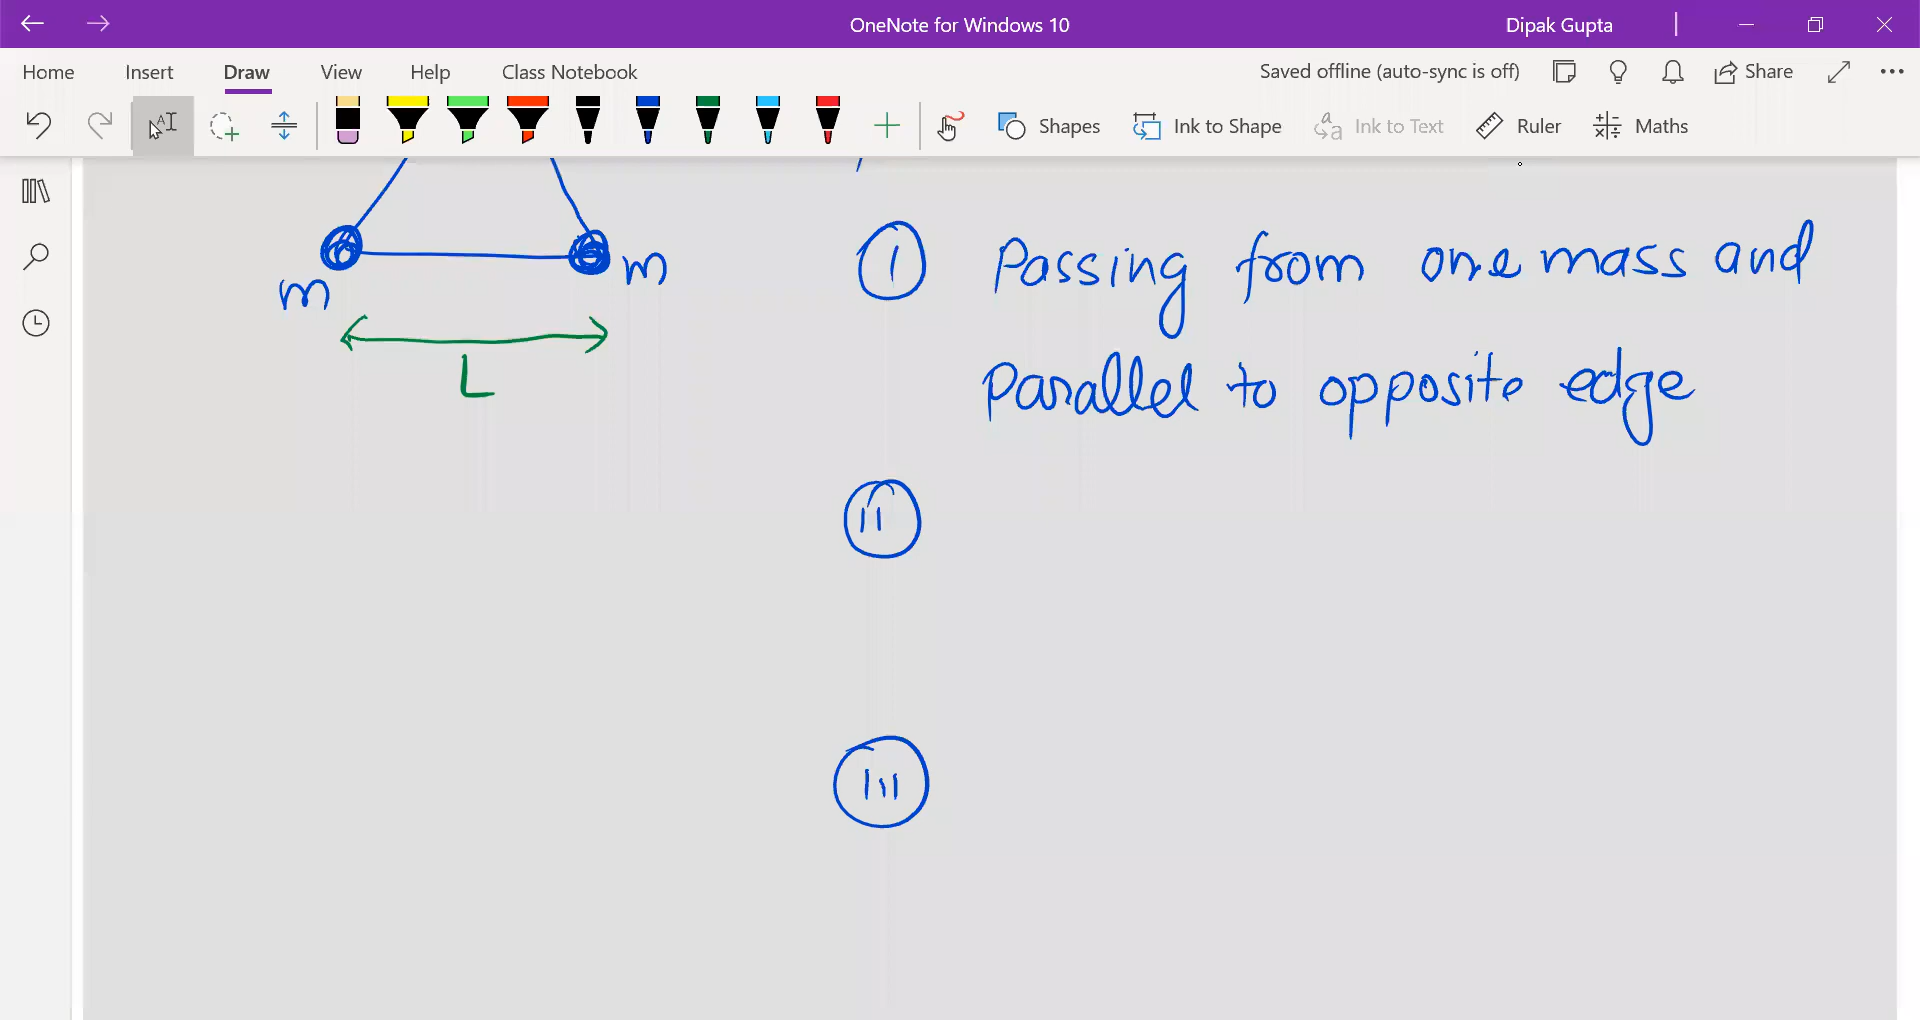 OneNote for Windows 10
Dipak Gupta
Home Insert Draw View Help Class Notebook
Saved offline (auto-sync is off) Share
Shapes Ink to Shape Ink to Text Ruler Maths
m m
L
I Passing from one mass and
Parallel to opposite edge
II
III